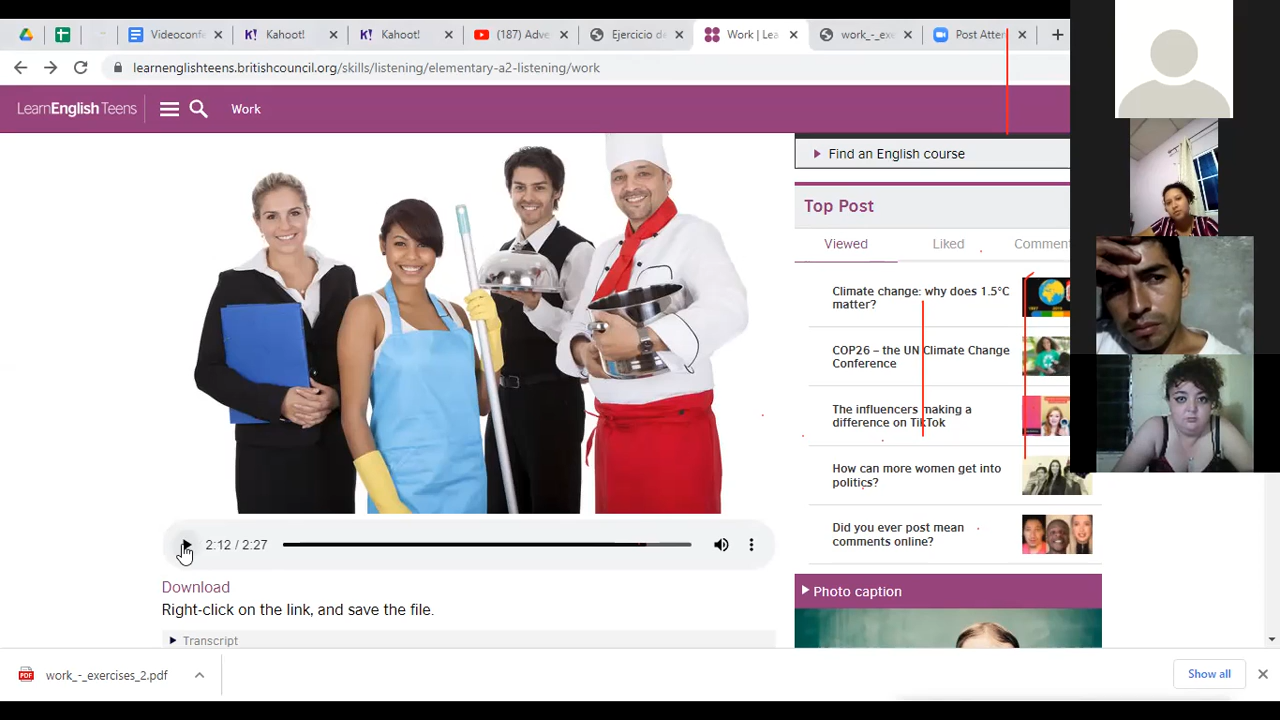 Videoconf
Kahoot!
Kahoot!
(187) Adve
Ejercicio de
Work | Lea
work_-_exe
Post Atten
learnenglishteens.britishcouncil.org/skills/listening/elementary-a2-listening/work
LearnEnglish Teens
Work
Find an English course
Top Post
Viewed
Liked
Comment
Climate change: why does 1.5°C
matter?
COP26 – the UN Climate Change
Conference
The influencers making a
difference on TikTok
How can more women get into
politics?
Did you ever post mean
comments online?
2:12 / 2:27
Download
Right-click on the link, and save the file.
Photo caption
Transcript
work_-_exercises_2.pdf
Show all